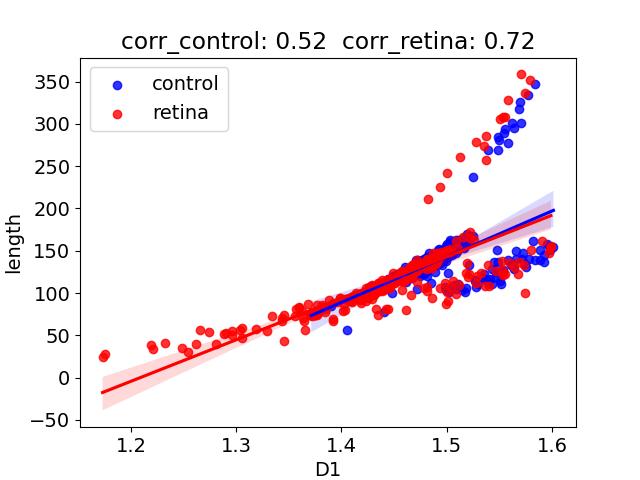 corr_control: 0.52  corr_retina: 0.72
control
retina
length
350
300
250
200
150
100
50
0
−50
1.2 1.3 1.4 1.5 1.6
D1